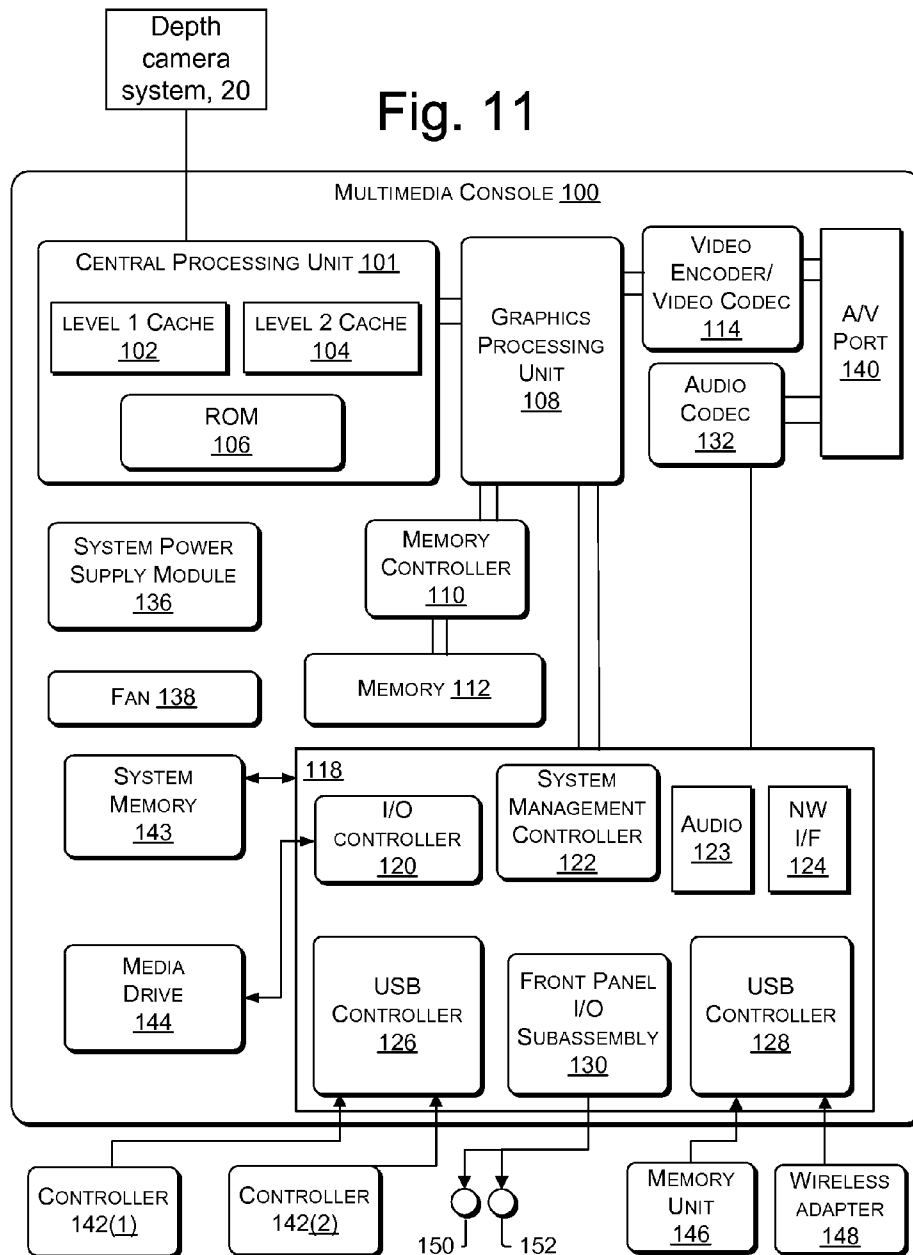 Depth
camera
system, 20
Fig. 11
MULTIMEDIA CONSOLE 100
CENTRAL PROCESSING UNIT 101
LEVEL 1 CACHE
102
LEVEL 2 CACHE
104
ROM
106
GRAPHICS
PROCESSING
UNIT
108
VIDEO
ENCODER/
VIDEO CODEC
114
A/V
PORT
140
AUDIO
CODEC
132
SYSTEM POWER
SUPPLY MODULE
136
MEMORY
CONTROLLER
110
FAN 138
MEMORY 112
SYSTEM
MEMORY
143
118
I/O
CONTROLLER
120
SYSTEM
MANAGEMENT
CONTROLLER
122
AUDIO
123
NW
I/F
124
MEDIA
DRIVE
144
USB
CONTROLLER
126
FRONT PANEL
I/O
SUBASSEMBLY
130
USB
CONTROLLER
128
CONTROLLER
142(1)
CONTROLLER
142(2)
150
152
MEMORY
UNIT
146
WIRELESS
ADAPTER
148